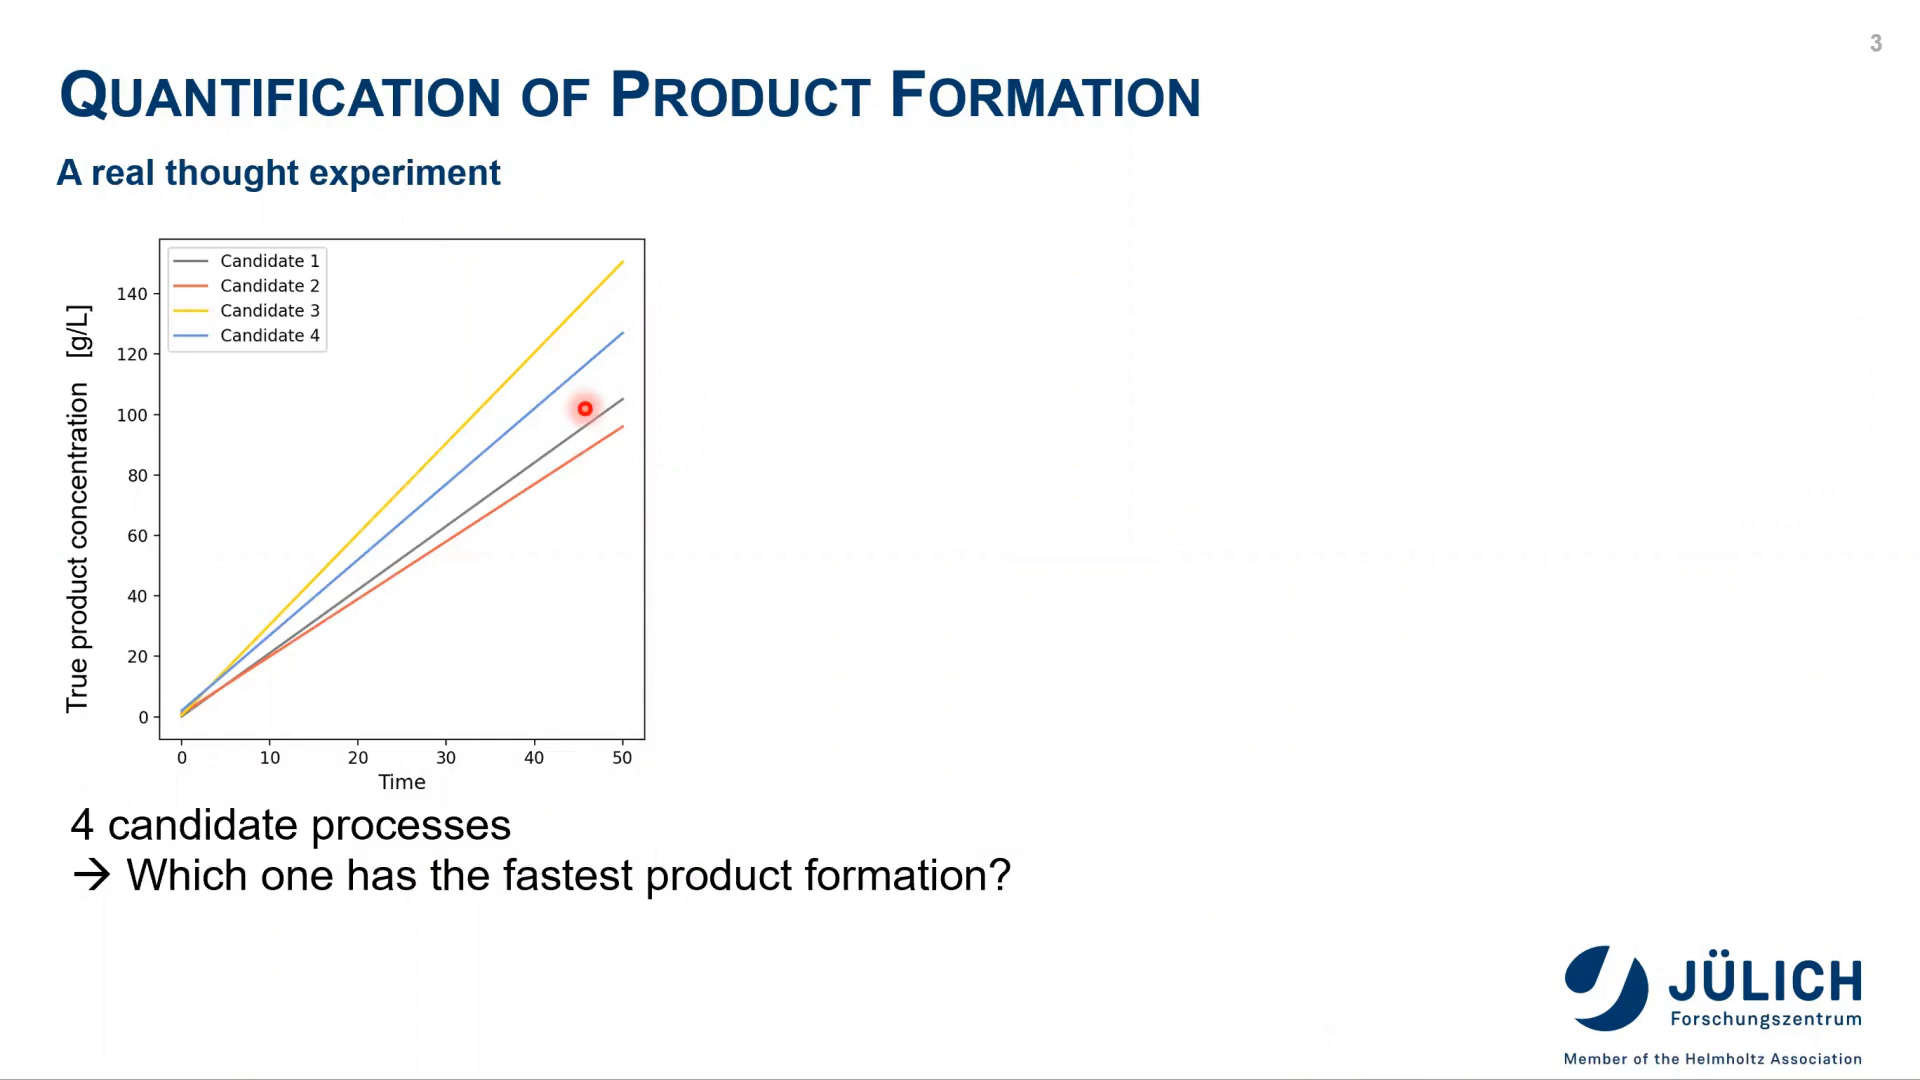 3
QUANTIFICATION OF PRODUCT FORMATION
A real thought experiment
Candidate 1
Candidate 2
Candidate 3
Candidate 4
True product concentration [g/L]
140
120
100
80
60
40
20
0
0 10 20 30 40 50
Time
4 candidate processes
→ Which one has the fastest product formation?
JÜLICH
Forschungszentrum
Member of the Helmholtz Association